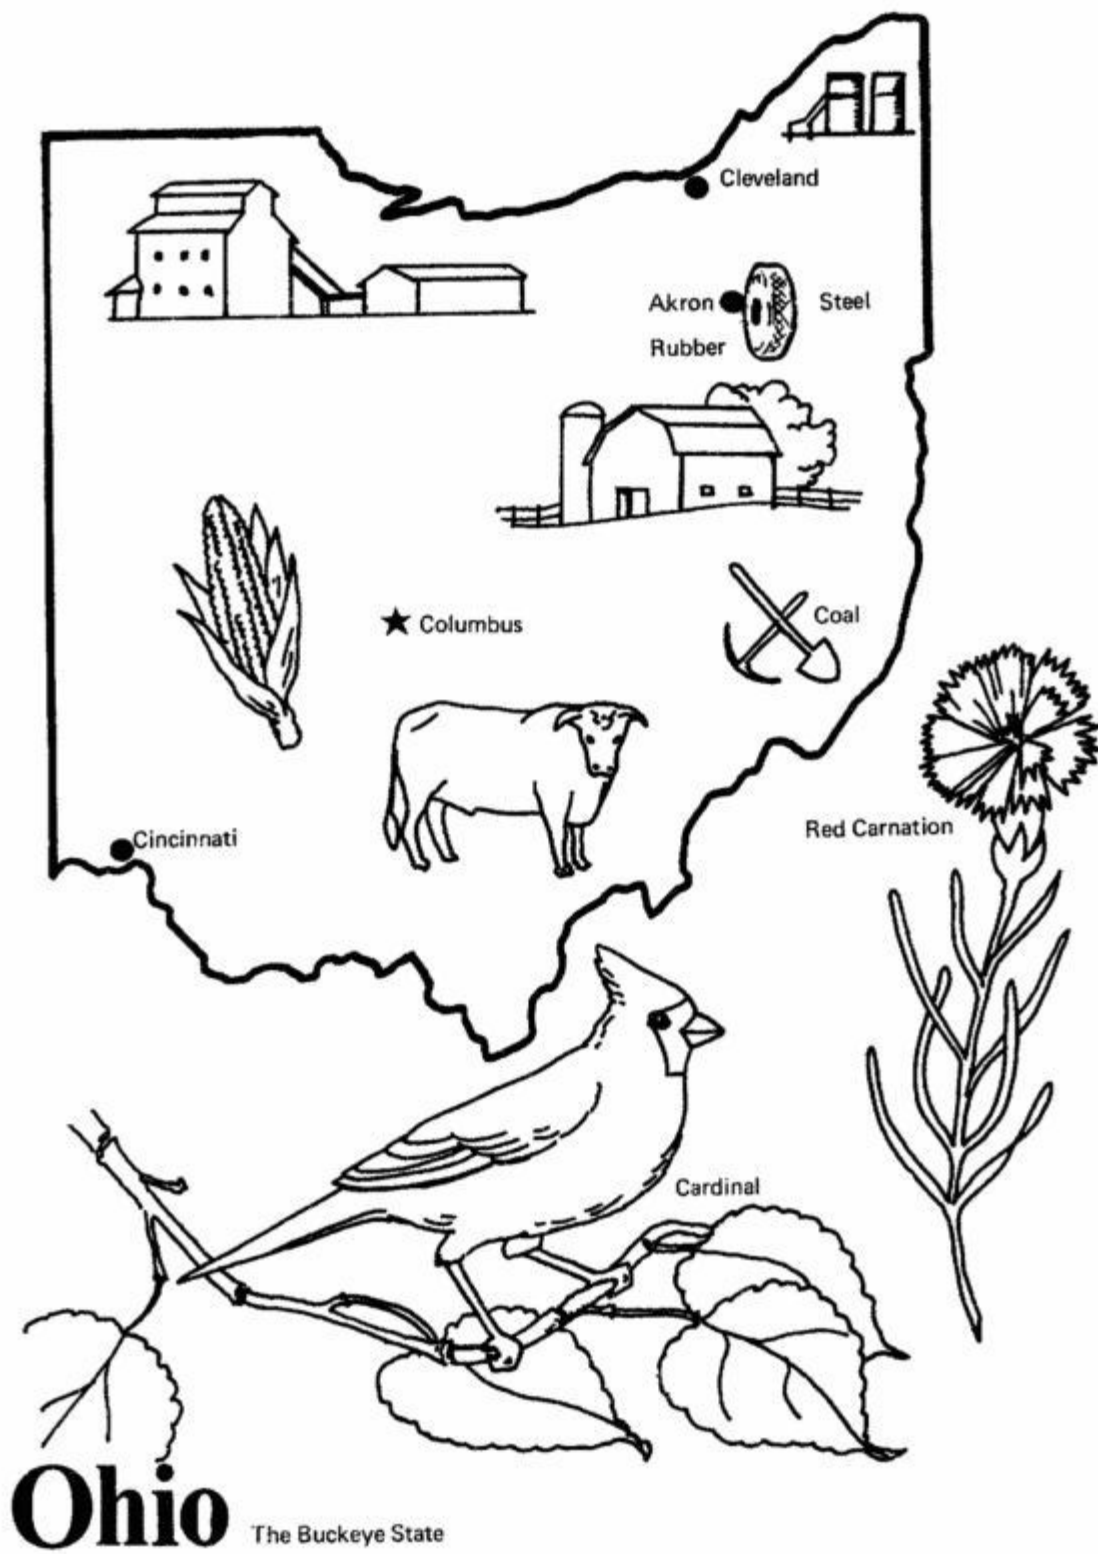 Cleveland
Akron
Steel
Rubber
Columbus
Coal
Cincinnati
Red Carnation
Cardinal
Ohio The Buckeye State